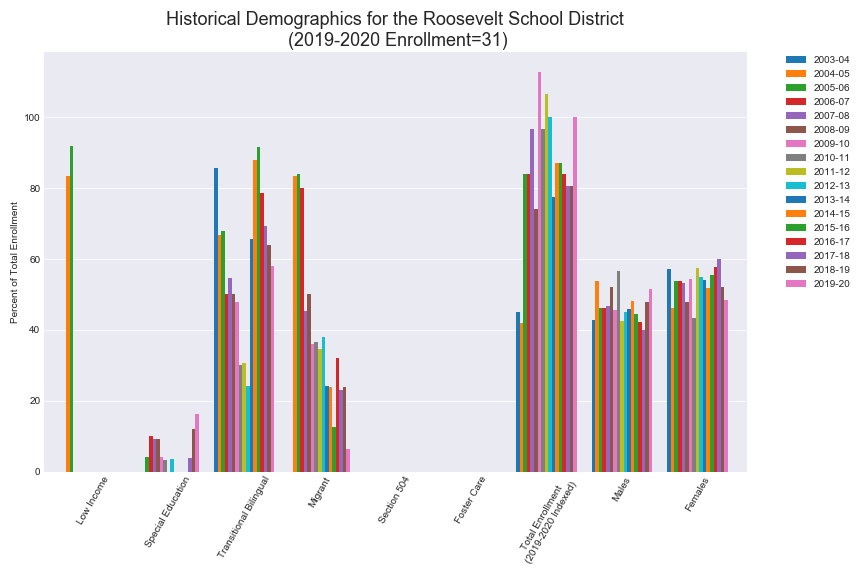 Historical Demographics for the Roosevelt School District
(2019-2020 Enrollment=31)
2003-04
2004-05
2005-06
2006-07
2007-08
2008-09
2009-10
2010-11
2011-12
2012-13
2013-14
2014-15
2015-16
2016-17
2017-18
2018-19
2019-20
Percent of Total Enrollment
100
80
60
40
20
0
Low Income
Special Education
Transitional Bilingual
Migrant
Section 504
Foster Care
Total Enrollment
(2019-2020 Indexed)
Males
Females